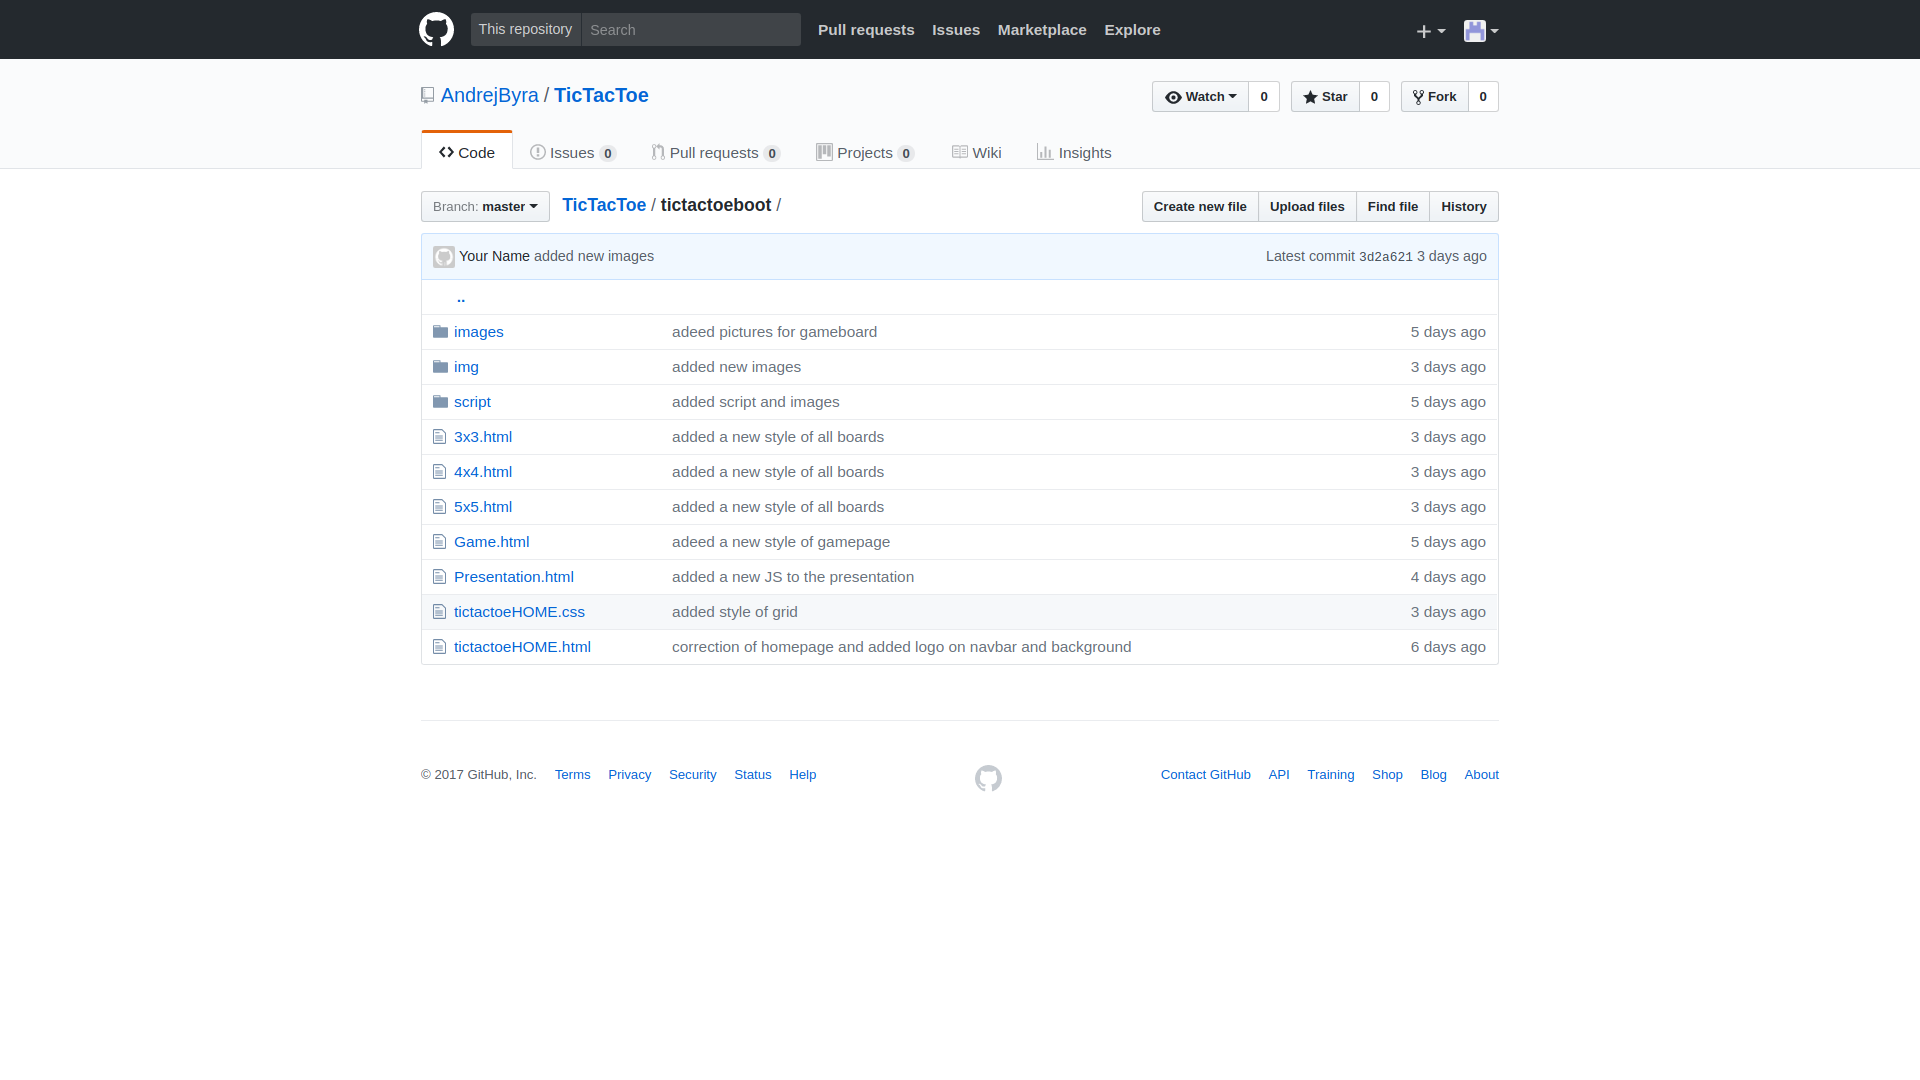 This repository Search Pull requests Issues Marketplace Explore
AndrejByra / TicTacToe Watch 0 Star 0 Fork 0
Code Issues 0 Pull requests 0 Projects 0 Wiki Insights
Branch: master TicTacToe / tictactoeboot / Create new file Upload files Find file History
Your Name added new images Latest commit 3d2a621 3 days ago
..
images adeed pictures for gameboard 5 days ago
img added new images 3 days ago
script added script and images 5 days ago
3x3.html added a new style of all boards 3 days ago
4x4.html added a new style of all boards 3 days ago
5x5.html added a new style of all boards 3 days ago
Game.html adeed a new style of gamepage 5 days ago
Presentation.html added a new JS to the presentation 4 days ago
tictactoeHOME.css added style of grid 3 days ago
tictactoeHOME.html correction of homepage and added logo on navbar and background 6 days ago
© 2017 GitHub, Inc. Terms Privacy Security Status Help Contact GitHub API Training Shop Blog About